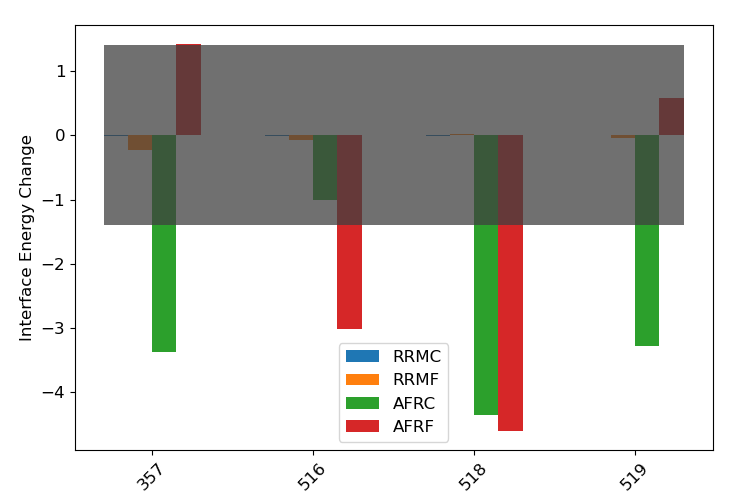 Interface Energy Change
1
0
−1
−2
−3
−4
RRMC
RRMF
AFRC
AFRF
357
516
518
519